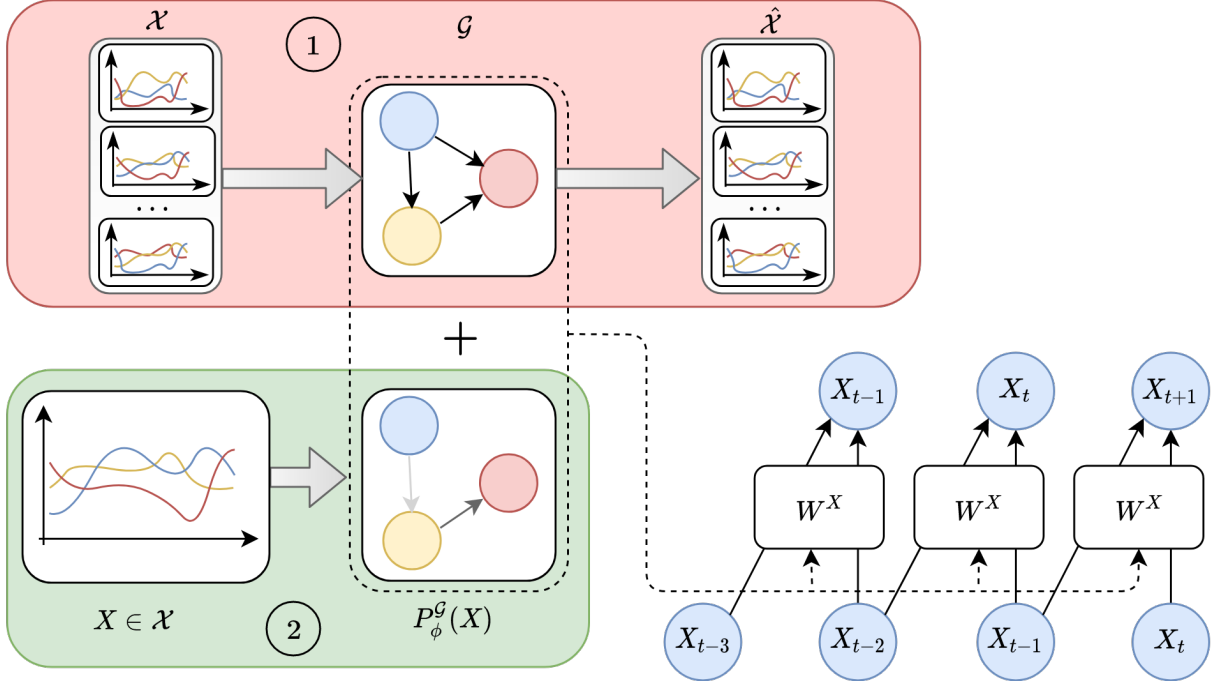 𝒳
1
𝒢
𝒳̂
...
...
+
X ∈ 𝒳
2
P_ϕ^𝒢(X)
X_{t−1}
X_t
X_{t+1}
W^X
W^X
W^X
X_{t−3}
X_{t−2}
X_{t−1}
X_t